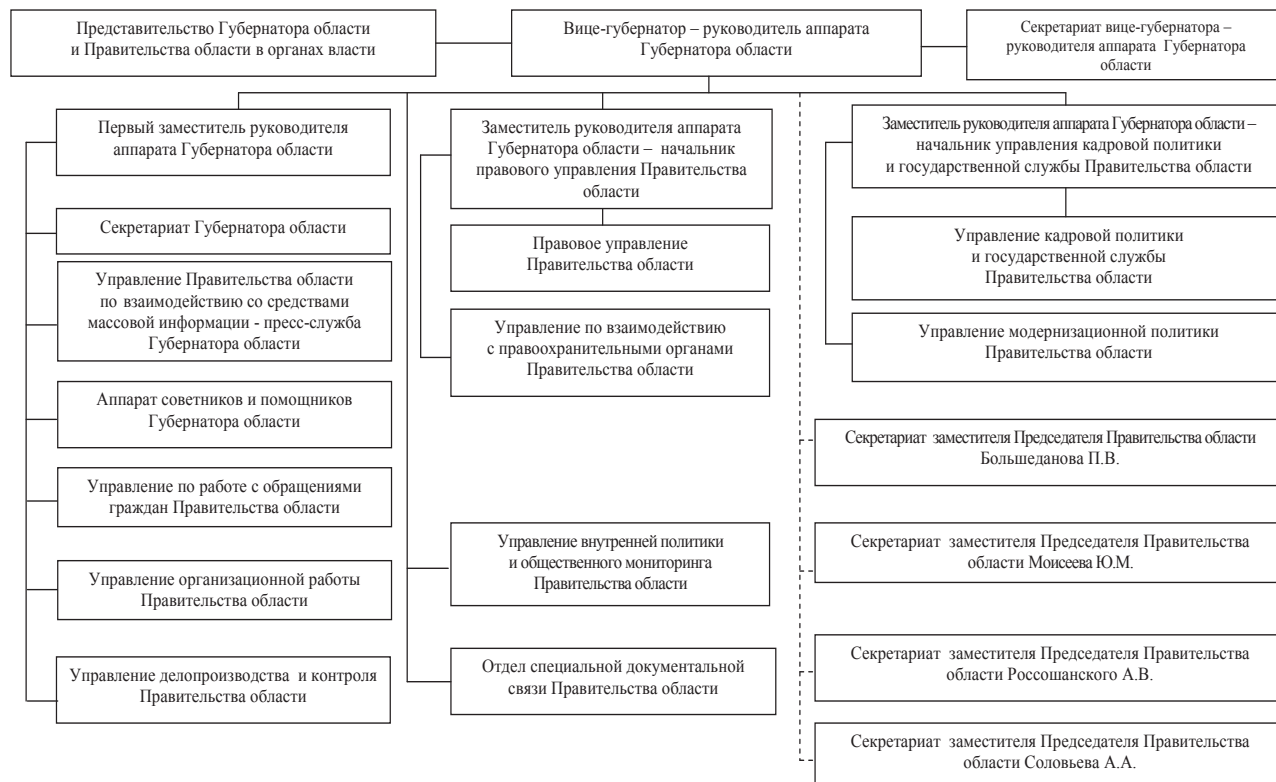 Представительство Губернатора области
и Правительства области в органах власти
Вице-губернатор – руководитель аппарата
Губернатора области
Секретариат вице-губернатора –
руководителя аппарата Губернатора
области
Первый заместитель руководителя
аппарата Губернатора области
Секретариат Губернатора области
Управление Правительства области
по взаимодействию со средствами
массовой информации - пресс-служба
Губернатора области
Аппарат советников и помощников
Губернатора области
Управление по работе с обращениями
граждан Правительства области
Управление организационной работы
Правительства области
Управление делопроизводства и контроля
Правительства области
Заместитель руководителя аппарата
Губернатора области – начальник
правового управления Правительства
области
Правовое управление
Правительства области
Управление по взаимодействию
с правоохранительными органами
Правительства области
Управление внутренней политики
и общественного мониторинга
Правительства области
Отдел специальной документальной
связи Правительства области
Заместитель руководителя аппарата Губернатора области –
начальник управления кадровой политики
и государственной службы Правительства области
Управление кадровой политики
и государственной службы
Правительства области
Управление модернизационной политики
Правительства области
Секретариат заместителя Председателя Правительства области
Большеданова П.В.
Секретариат заместителя Председателя Правительства
области Моисеева Ю.М.
Секретариат заместителя Председателя Правительства
области Россошанского А.В.
Секретариат заместителя Председателя Правительства
области Соловьева А.А.